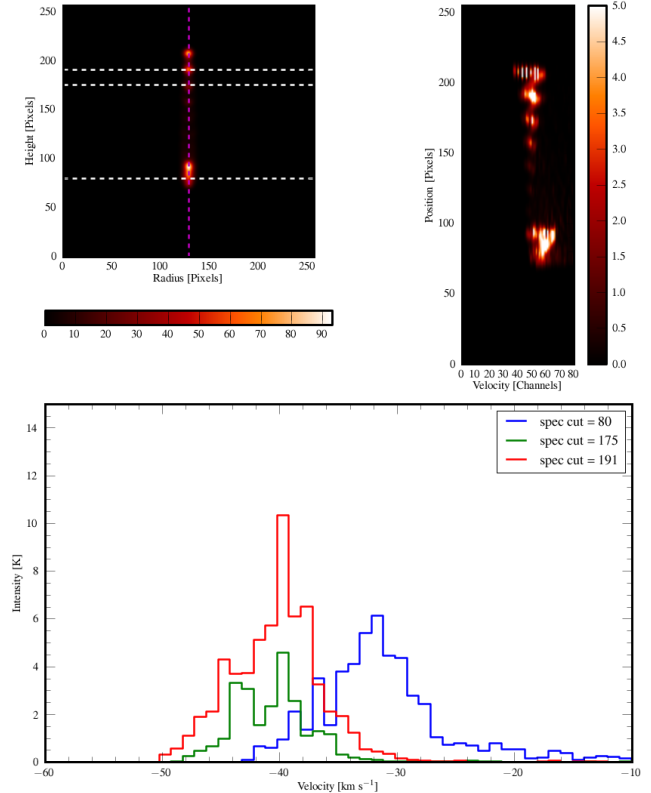 250
200
150
100
50
0
Height [Pixels]
0 50 100 150 200 250
Radius [Pixels]
0 10 20 30 40 50 60 70 80 90
250
200
150
100
50
0
Position [Pixels]
0 10 20 30 40 50 60 70 80
Velocity [Channels]
5.0
4.5
4.0
3.5
3.0
2.5
2.0
1.5
1.0
0.5
0.0
14
12
10
8
6
4
2
0
Intensity [K]
spec cut = 80
spec cut = 175
spec cut = 191
−60 −50 −40 −30 −20 −10
Velocity [km s⁻¹]